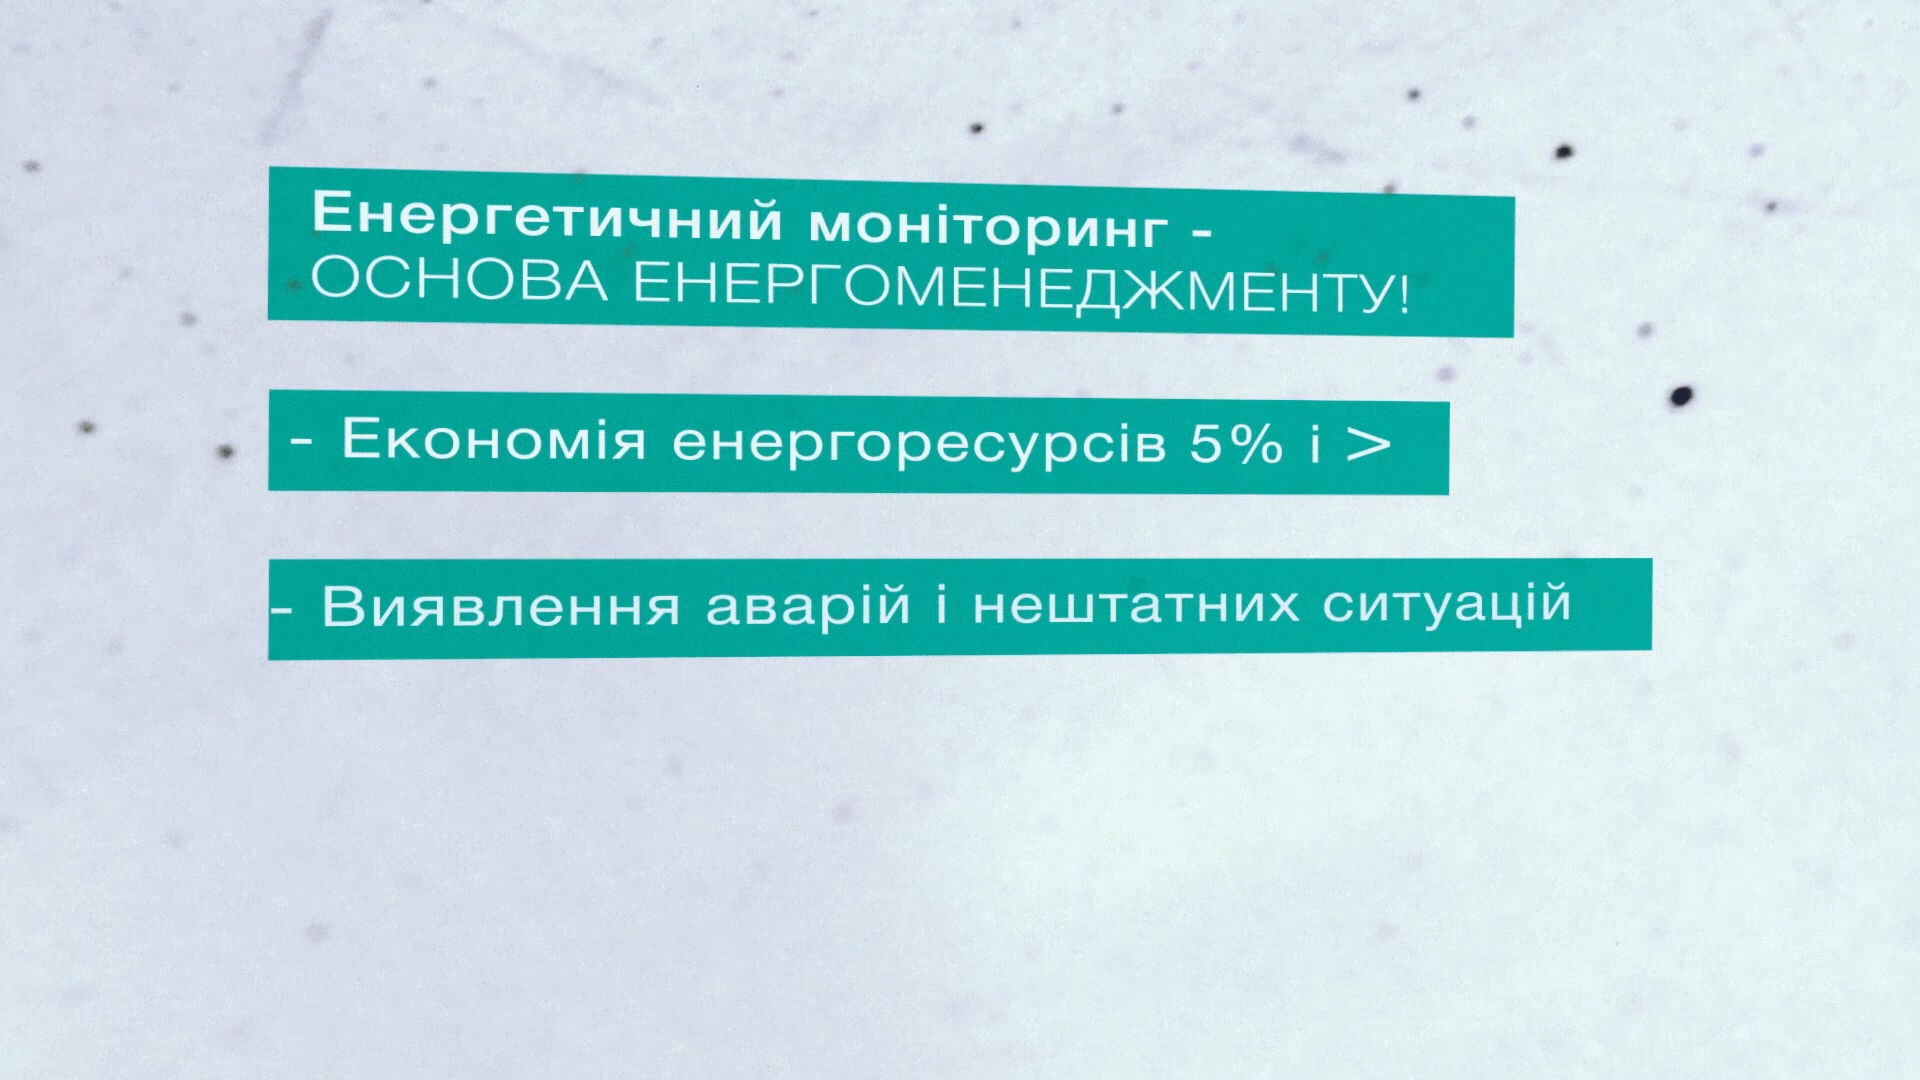 Енергетичний моніторинг -
ОСНОВА ЕНЕРГОМЕНЕДЖМЕНТУ!
- Економія енергоресурсів 5% і >
- Виявлення аварій і нештатних ситуацій